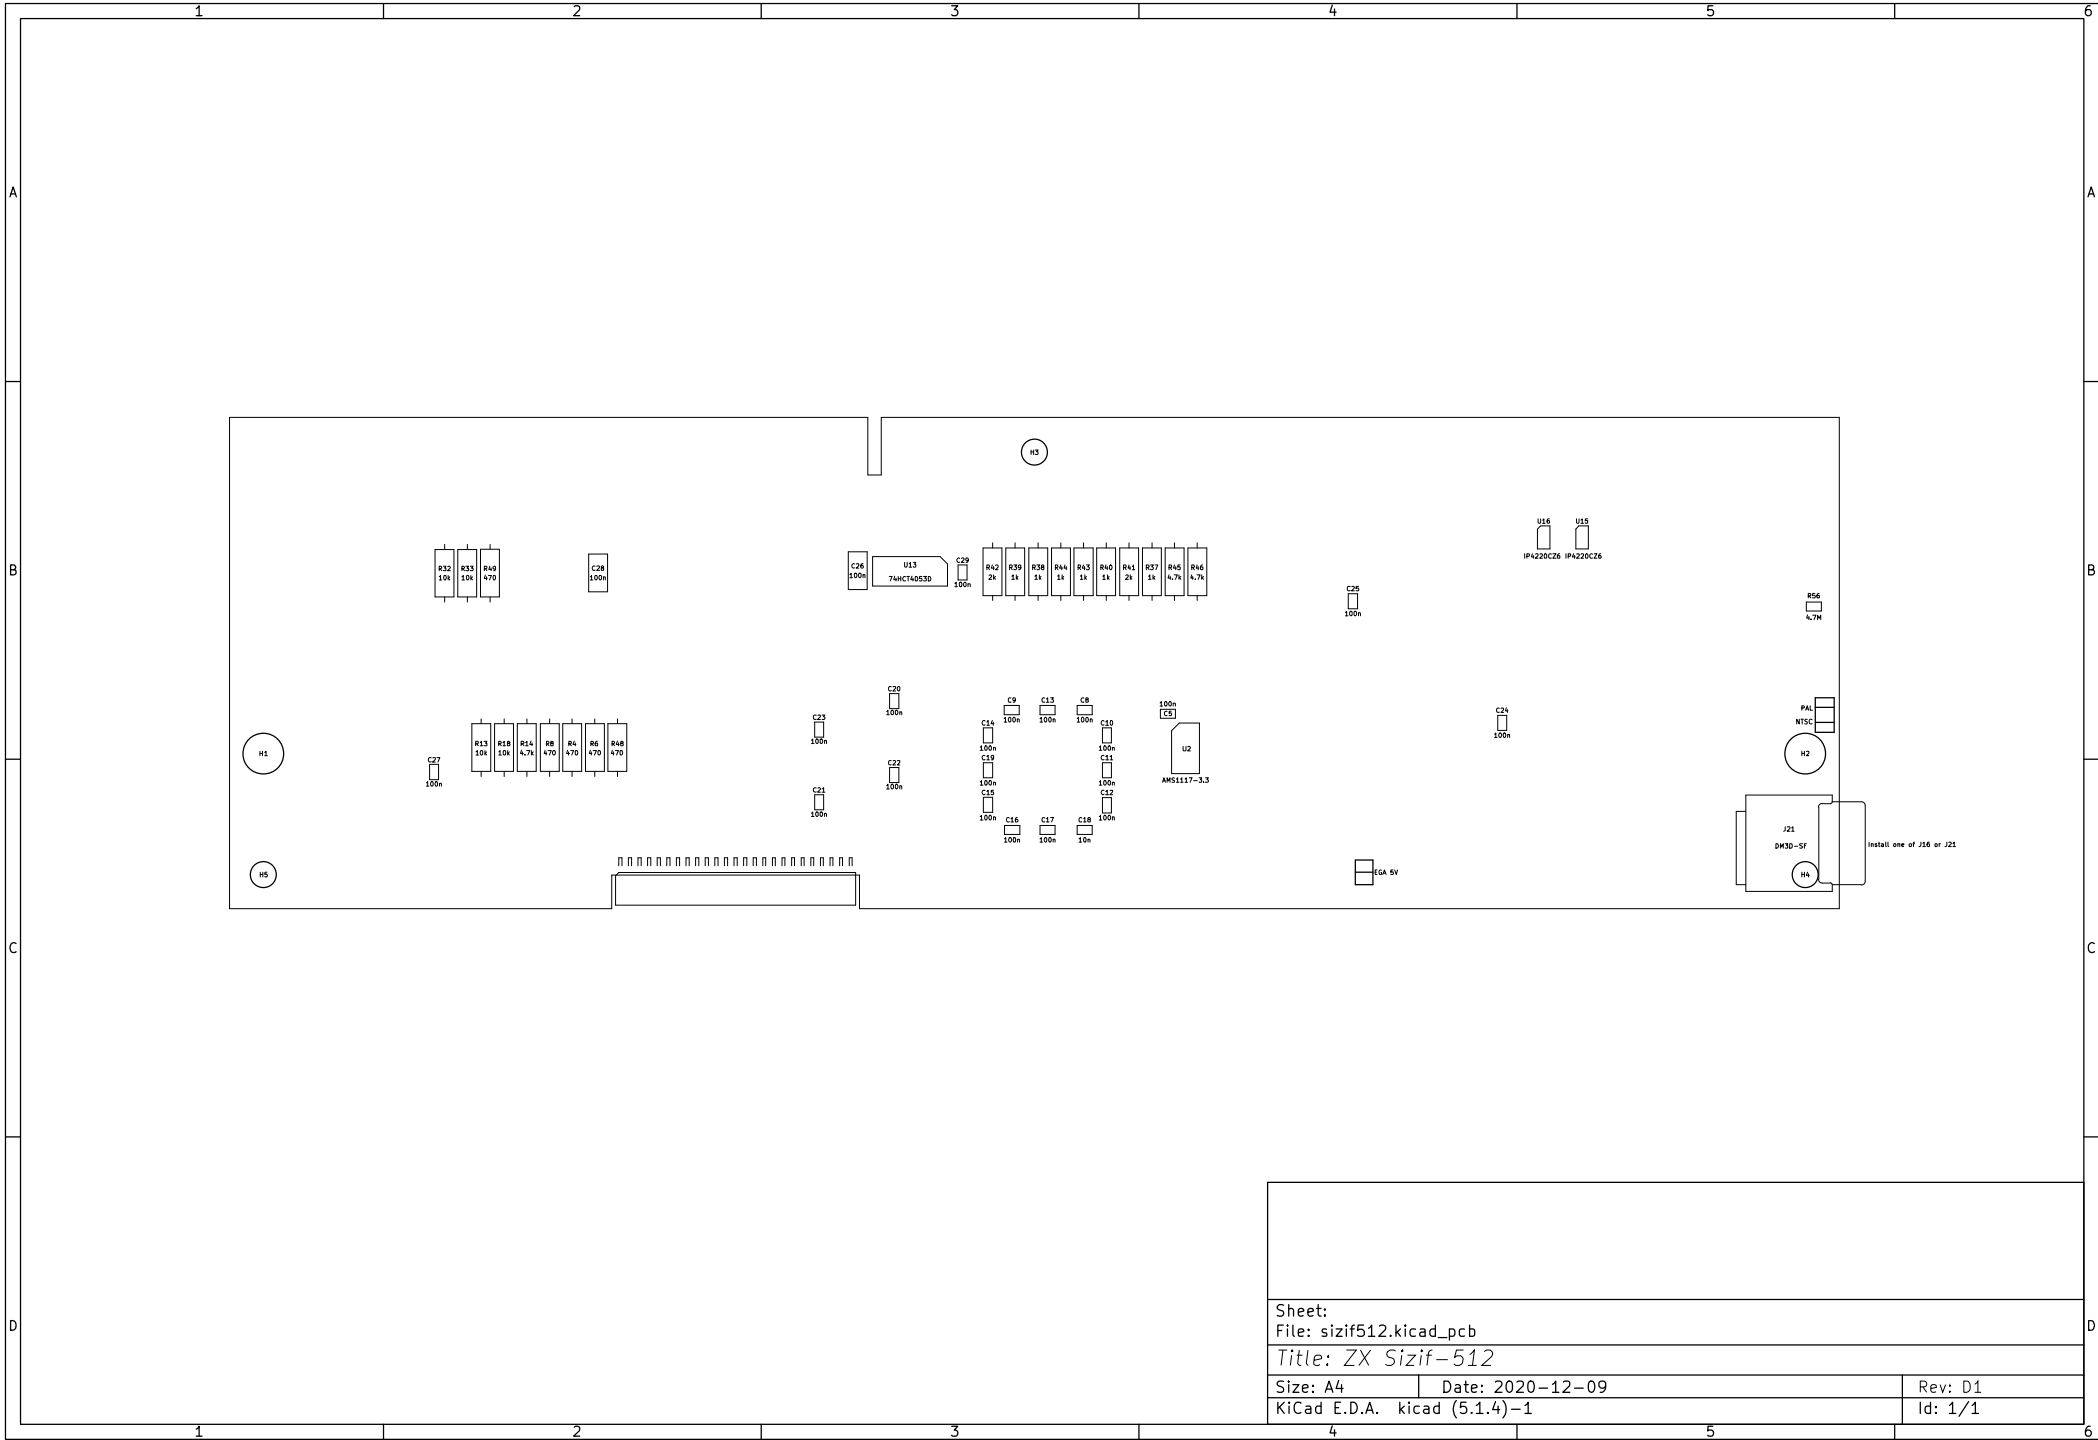 1 2 3 4 5 6
A A
H3
U16 U15
IP4220CZ6 IP4220CZ6
B B
R32 10k
R33 10k
R49 470
C28 100n
C26 100n
U13
74HCT4053D
C29
100n
R42 2k
R39 1k
R38 1k
R44 1k
R43 1k
R40 1k
R41 2k
R37 1k
R45 4.7k
R46 4.7k
C25
100n
R56
4.7M
C20
100n
C23
100n
C9
100n
C13
100n
C8
100n
100n
C5
C14
100n
C10
100n
C24
100n
PAL
NTSC
R13 10k
R18 10k
R14 4.7k
R8 470
R4 470
R6 470
R48 470
H1
U2
AMS1117-3.3
H2
C27
100n
C22
100n
C19
100n
C11
100n
C21
100n
C15
100n
C12
100n
C16
100n
C17
100n
C18
10n
J21
DM3D-SF
Install one of J16 or J21
H5
EGA 5V
H4
C C
D D
Sheet:
File: sizif512.kicad_pcb
Title: ZX Sizif-512
Size: A4 Date: 2020-12-09 Rev: D1
KiCad E.D.A. kicad (5.1.4)-1 Id: 1/1
1 2 3 4 5 6